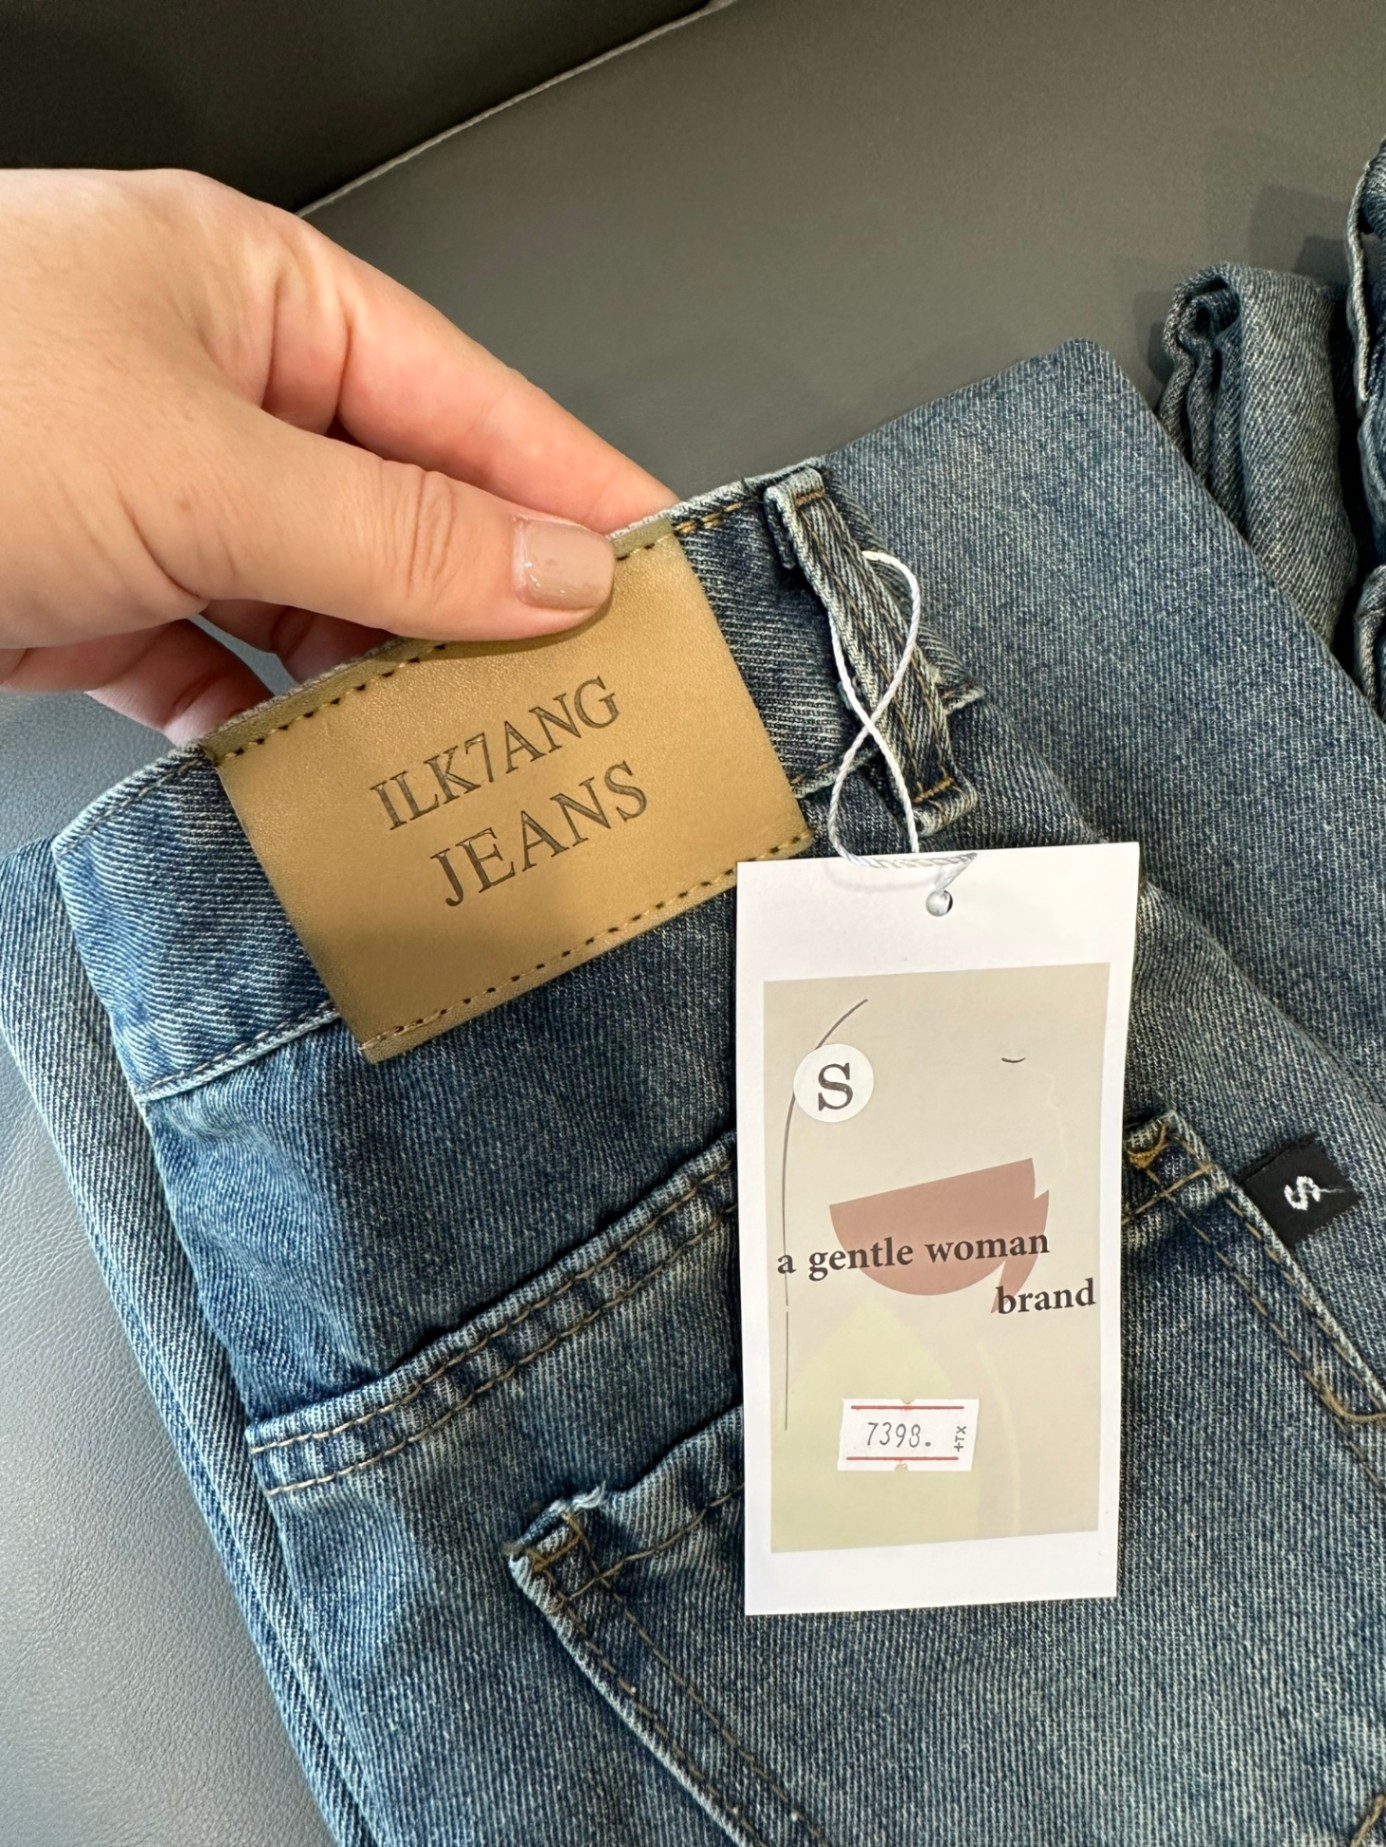 ILK7ANG
JEANS
S
a gentle woman
brand
7398.
+TX
S